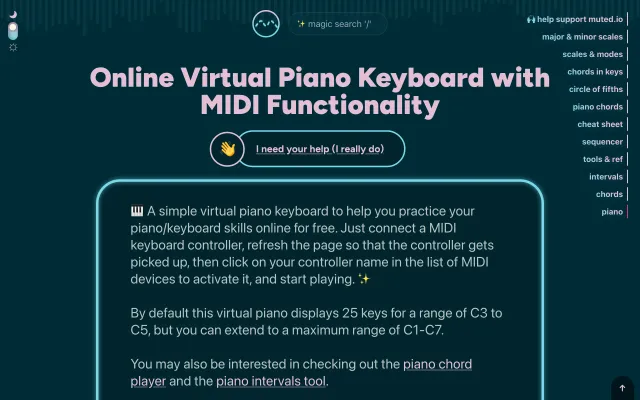 ✨ magic search '/'
🙌 help support muted.io
major & minor scales
scales & modes
chords in keys
circle of fifths
piano chords
cheat sheet
sequencer
tools & ref
intervals
chords
piano
Online Virtual Piano Keyboard with
MIDI Functionality
👋 I need your help (I really do)
🎹 A simple virtual piano keyboard to help you practice your
piano/keyboard skills online for free. Just connect a MIDI
keyboard controller, refresh the page so that the controller gets
picked up, then click on your controller name in the list of MIDI
devices to activate it, and start playing. ✨
By default this virtual piano displays 25 keys for a range of C3 to
C5, but you can extend to a maximum range of C1-C7.
You may also be interested in checking out the piano chord
player and the piano intervals tool.